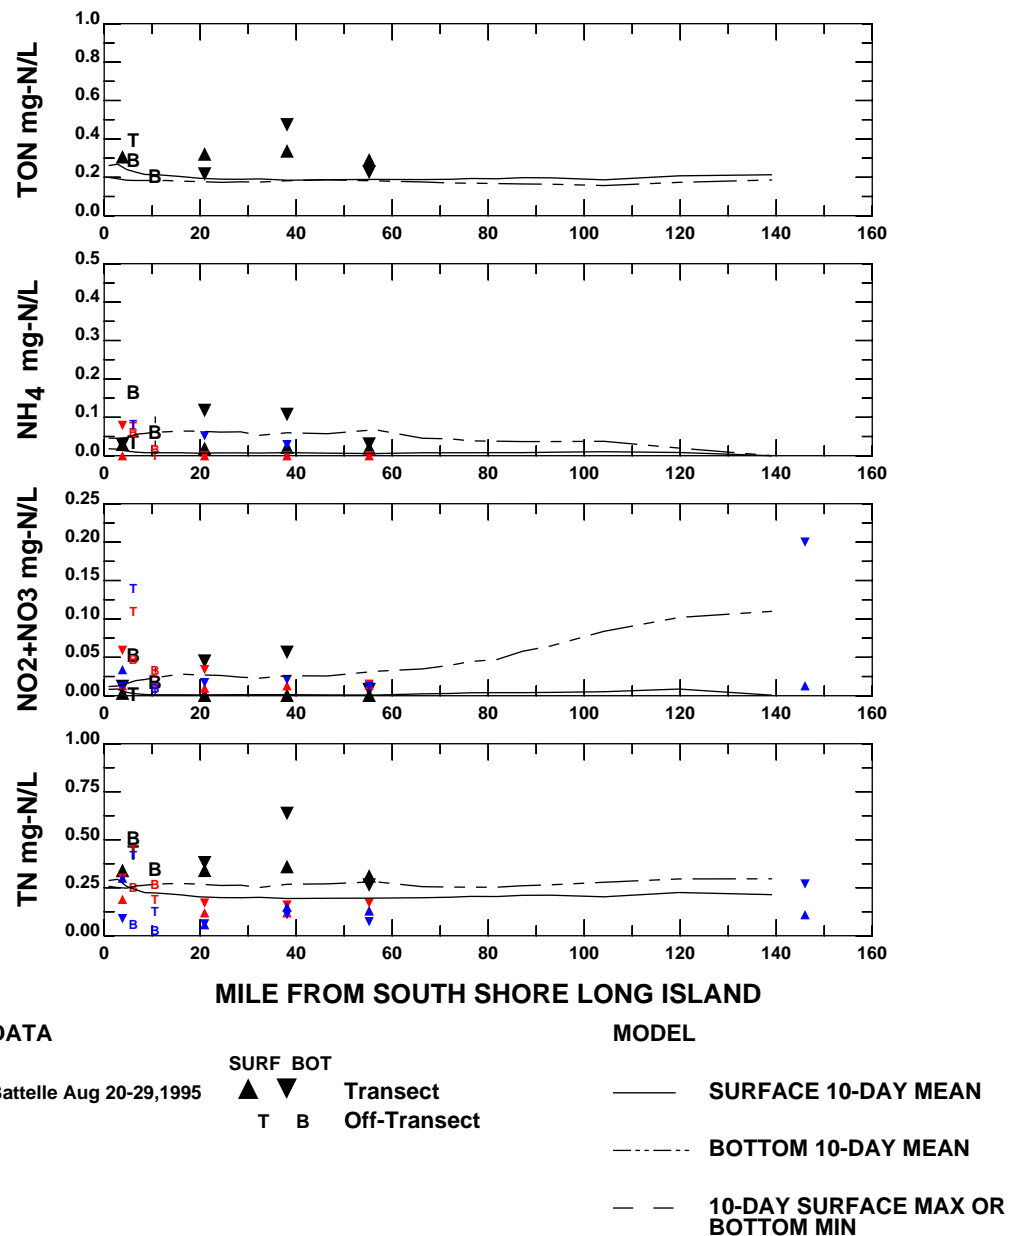 TON mg-N/L
1.0
0.8
0.6
0.4
0.2
0.0
0 20 40 60 80 100 120 140 160
T
B
B
NH4 mg-N/L
0.5
0.4
0.3
0.2
0.1
0.0
0 20 40 60 80 100 120 140 160
B
T
B
T
B
T
B
B
T
NO2+NO3 mg-N/L
0.25
0.20
0.15
0.10
0.05
0.00
0 20 40 60 80 100 120 140 160
T
T
B
B
T
B
B
B
TN mg-N/L
1.00
0.75
0.50
0.25
0.00
0 20 40 60 80 100 120 140 160
B
T
T
B
B
B
T
T
B
B
MILE FROM SOUTH SHORE LONG ISLAND
DATA
MODEL
SURF BOT
Battelle Aug 20-29,1995 Transect
T B Off-Transect
SURFACE 10-DAY MEAN
BOTTOM 10-DAY MEAN
10-DAY SURFACE MAX OR
BOTTOM MIN